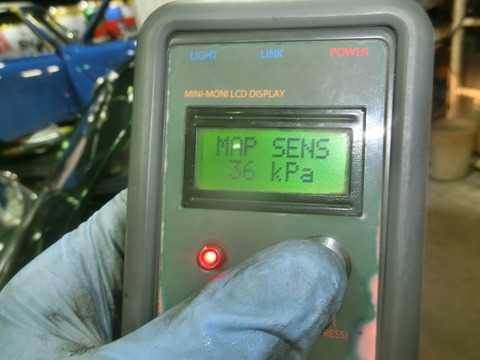 LIGHT LINK POWER
MINI-MONI LCD DISPLAY
MAP SENS
36 kPa